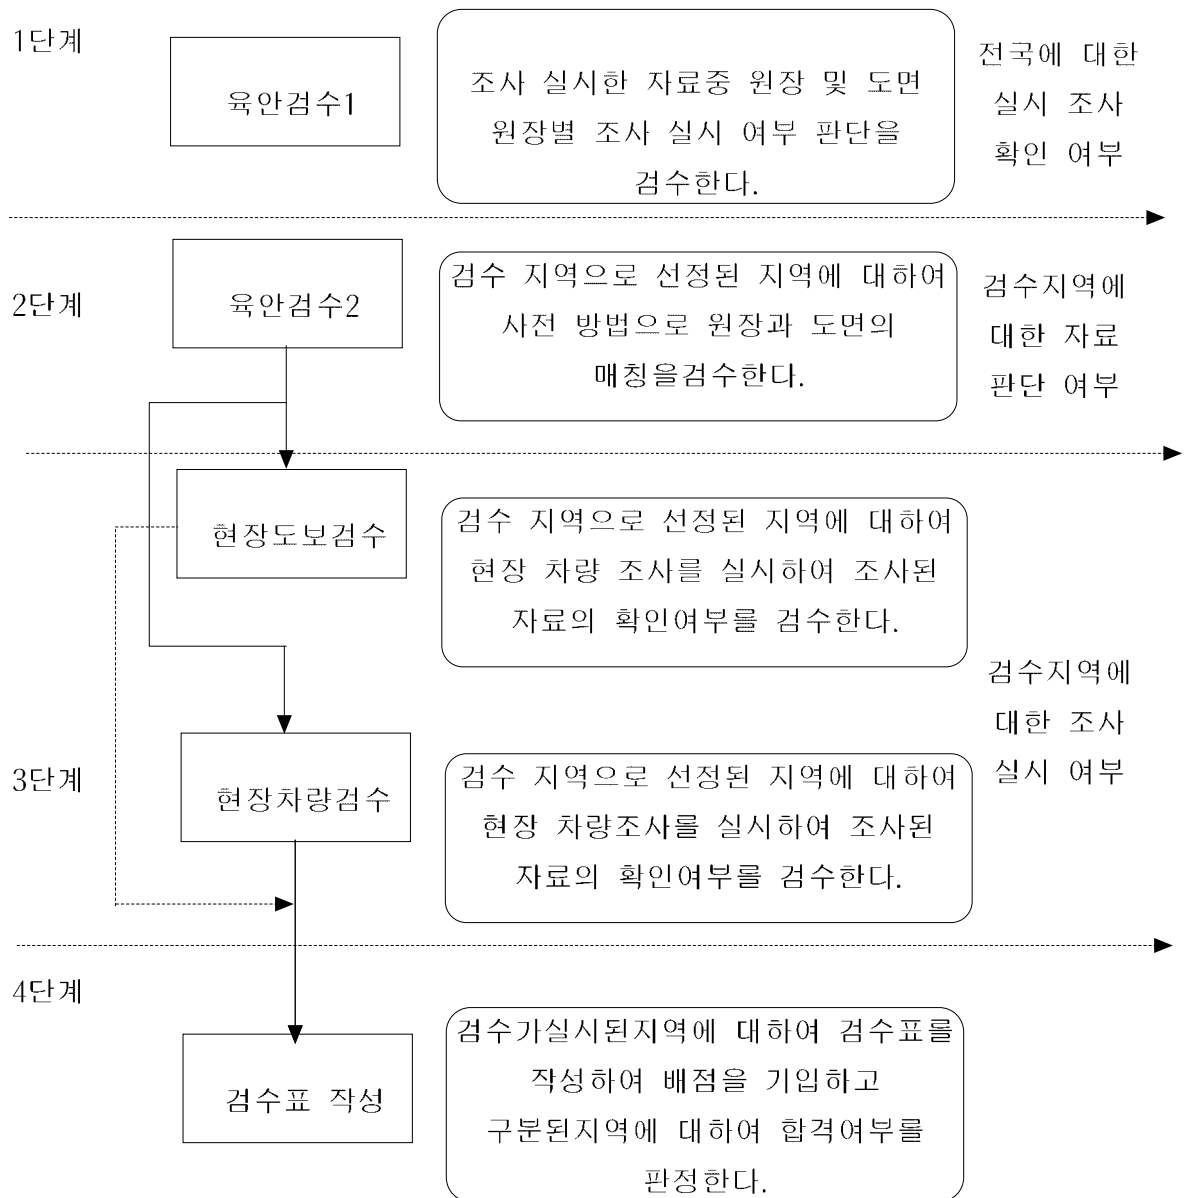 1단계
육안검수1
조사 실시한 자료중 원장 및 도면
원장별 조사 실시 여부 판단을
검수한다.
전국에 대한
실시 조사
확인 여부
2단계
육안검수2
검수 지역으로 선정된 지역에 대하여
사전 방법으로 원장과 도면의
매칭을검수한다.
검수지역에
대한 자료
판단 여부
현장도보검수
검수 지역으로 선정된 지역에 대하여
현장 차량 조사를 실시하여 조사된
자료의 확인여부를 검수한다.
검수지역에
대한 조사
실시 여부
3단계
현장차량검수
검수 지역으로 선정된 지역에 대하여
현장 차량조사를 실시하여 조사된
자료의 확인여부를 검수한다.
4단계
검수표 작성
검수가실시된지역에 대하여 검수표를
작성하여 배점을 기입하고
구분된지역에 대하여 합격여부를
판정한다.